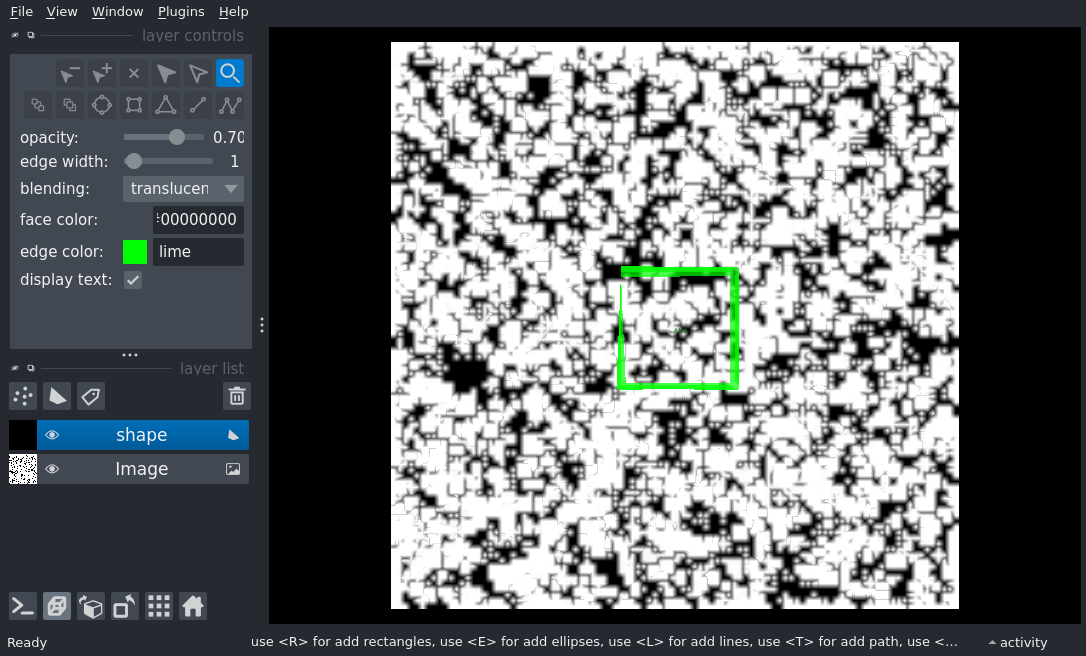 File View Window Plugins Help
layer controls
opacity: 0.70
edge width: 1
blending: translucen
face color: 00000000
edge color: lime
display text:
layer list
shape
Image
Ready use <R> for add rectangles, use <E> for add ellipses, use <L> for add lines, use <T> for add path, use <... activity